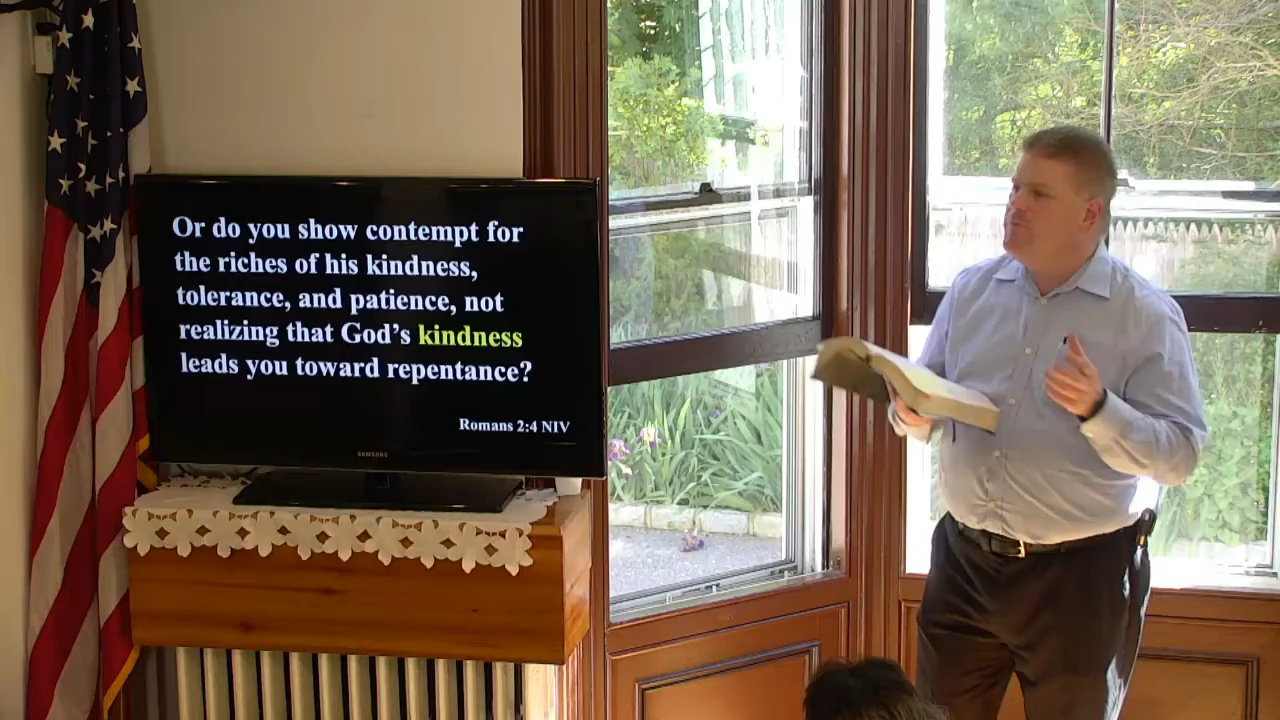 Or do you show contempt for
the riches of his kindness,
tolerance, and patience, not
realizing that God’s kindness
leads you toward repentance?
Romans 2:4 NIV
SAMSUNG